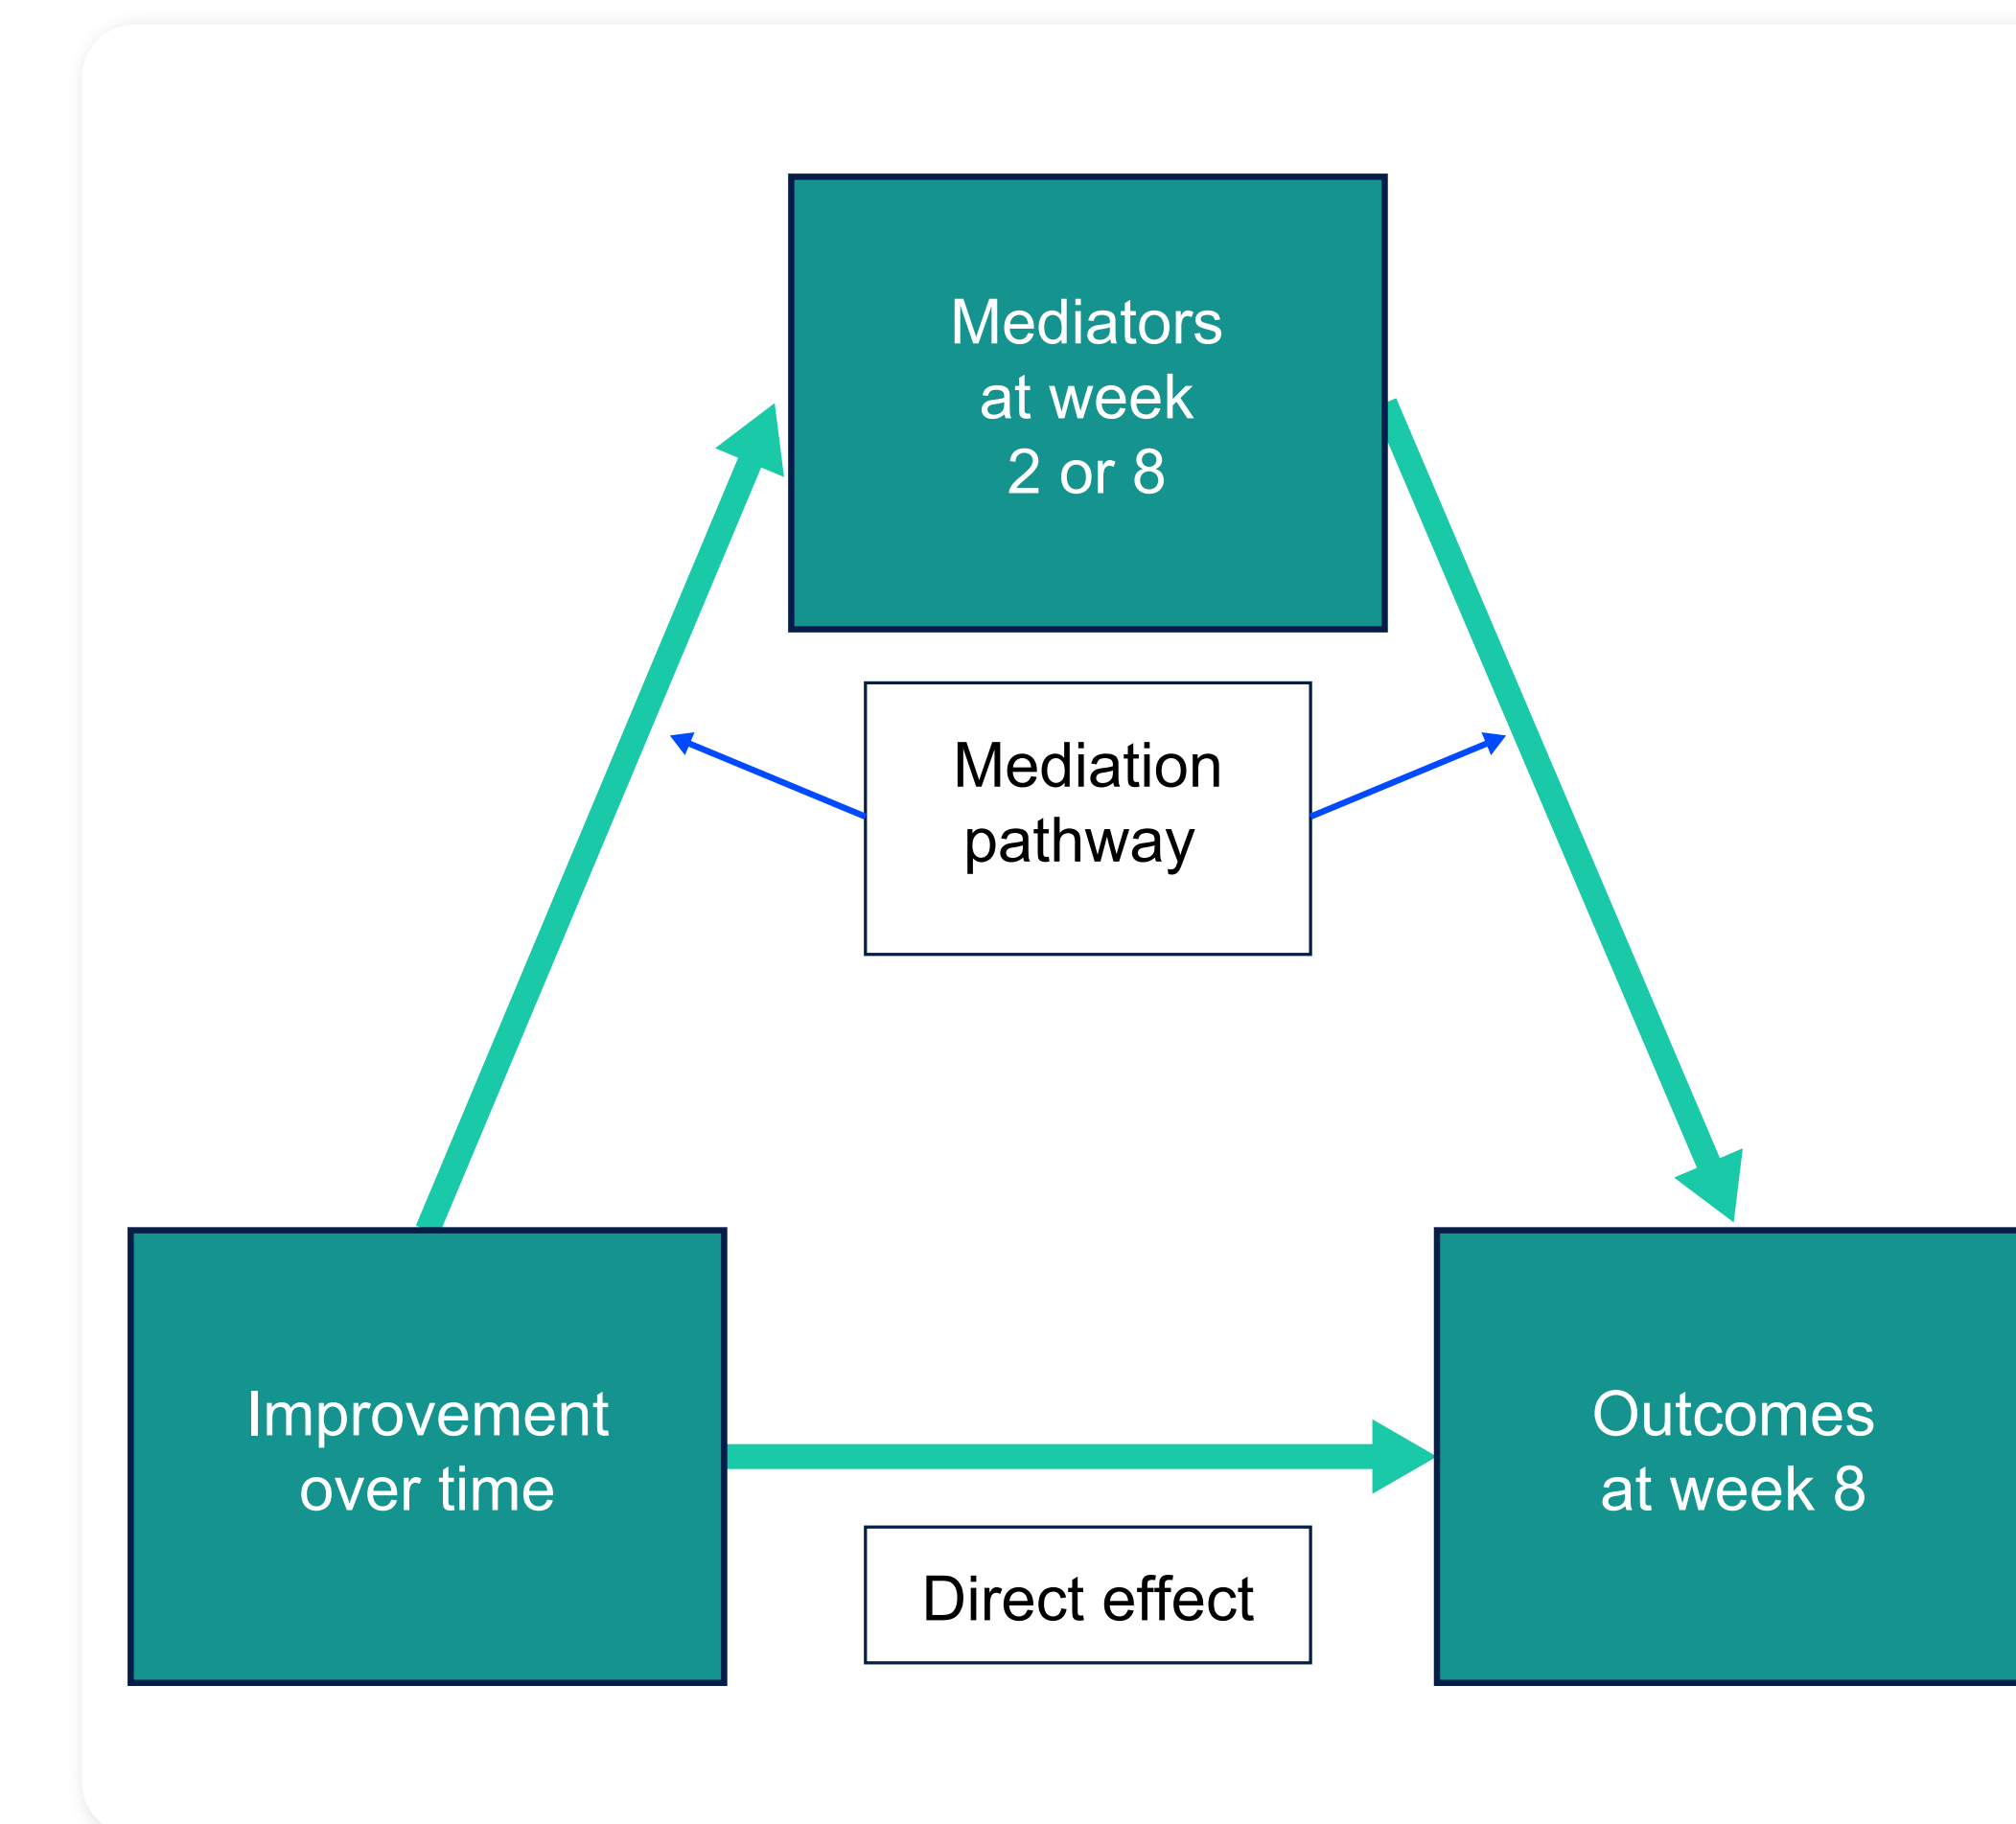 Mediators
at week
2 or 8
Mediation
pathway
Improvement
over time
Outcomes
at week 8
Direct effect